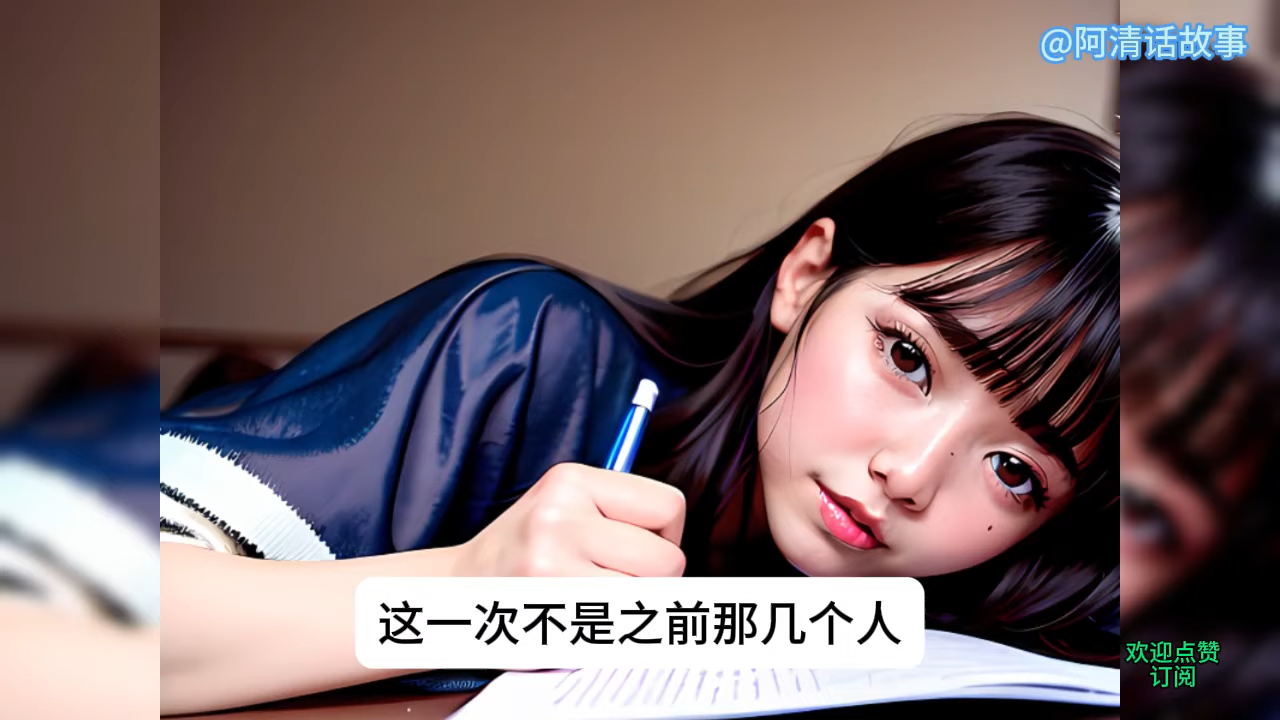 @阿清话故事
这一次不是之前那几个人
欢迎点赞
订阅